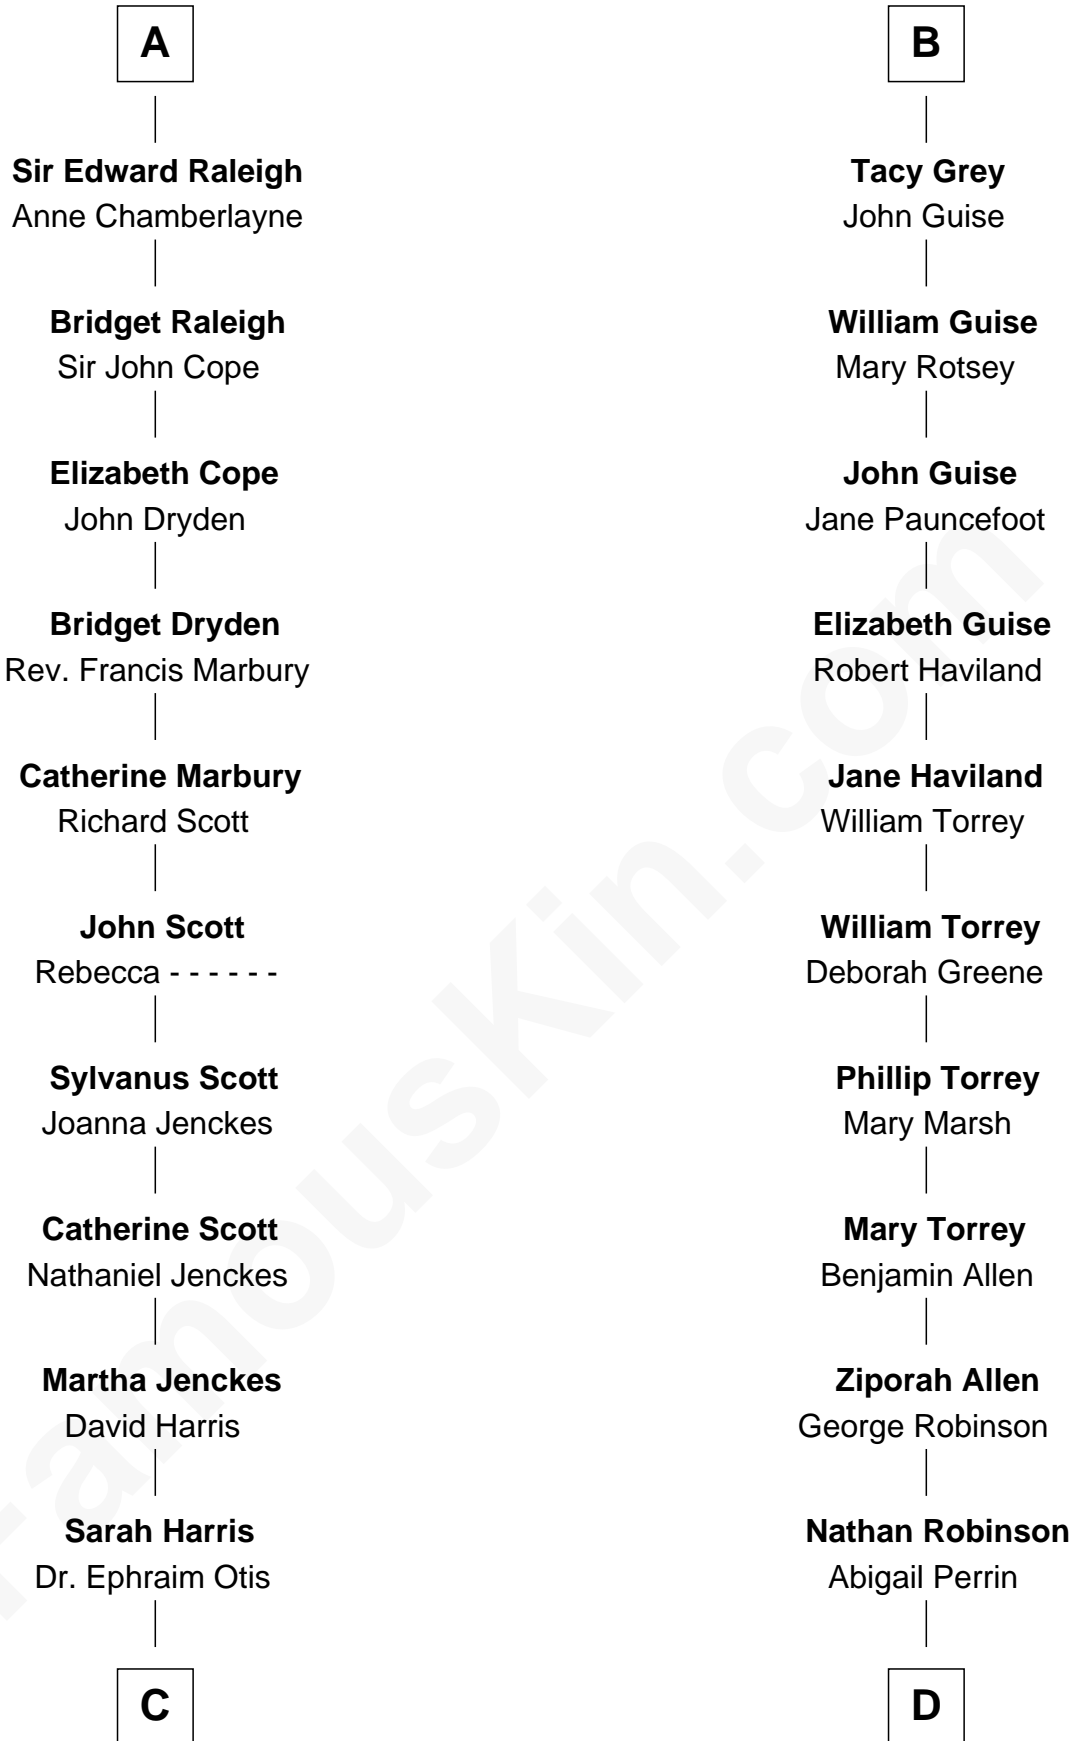 A
Sir Edward Raleigh
Anne Chamberlayne
Bridget Raleigh
Sir John Cope
Elizabeth Cope
John Dryden
Bridget Dryden
Rev. Francis Marbury
Catherine Marbury
Richard Scott
John Scott
Rebecca - - - - - -
Sylvanus Scott
Joanna Jenckes
Catherine Scott
Nathaniel Jenckes
Martha Jenckes
David Harris
Sarah Harris
Dr. Ephraim Otis
C
B
Tacy Grey
John Guise
William Guise
Mary Rotsey
John Guise
Jane Pauncefoot
Elizabeth Guise
Robert Haviland
Jane Haviland
William Torrey
William Torrey
Deborah Greene
Phillip Torrey
Mary Marsh
Mary Torrey
Benjamin Allen
Ziporah Allen
George Robinson
Nathan Robinson
Abigail Perrin
D
FamousKin.com